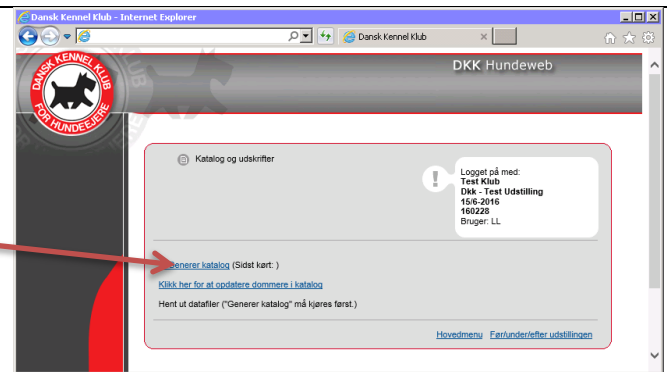 Dansk Kennel Klub - Internet Explorer
Dansk Kennel Klub
DANSK KENNEL KLUB
FOR HUNDEEJERE
DKK Hundeweb
Katalog og udskrifter
Logget på med:
Test Klub
Dkk - Test Udstilling
15/6-2016
160228
Bruger: LL
Generer katalog (Sidst kørt: )
Klikk her for at opdatere dommere i katalog
Hent ut datafiler ("Generer katalog" må kjøres først.)
Hovedmenu Før/under/efter udstillingen